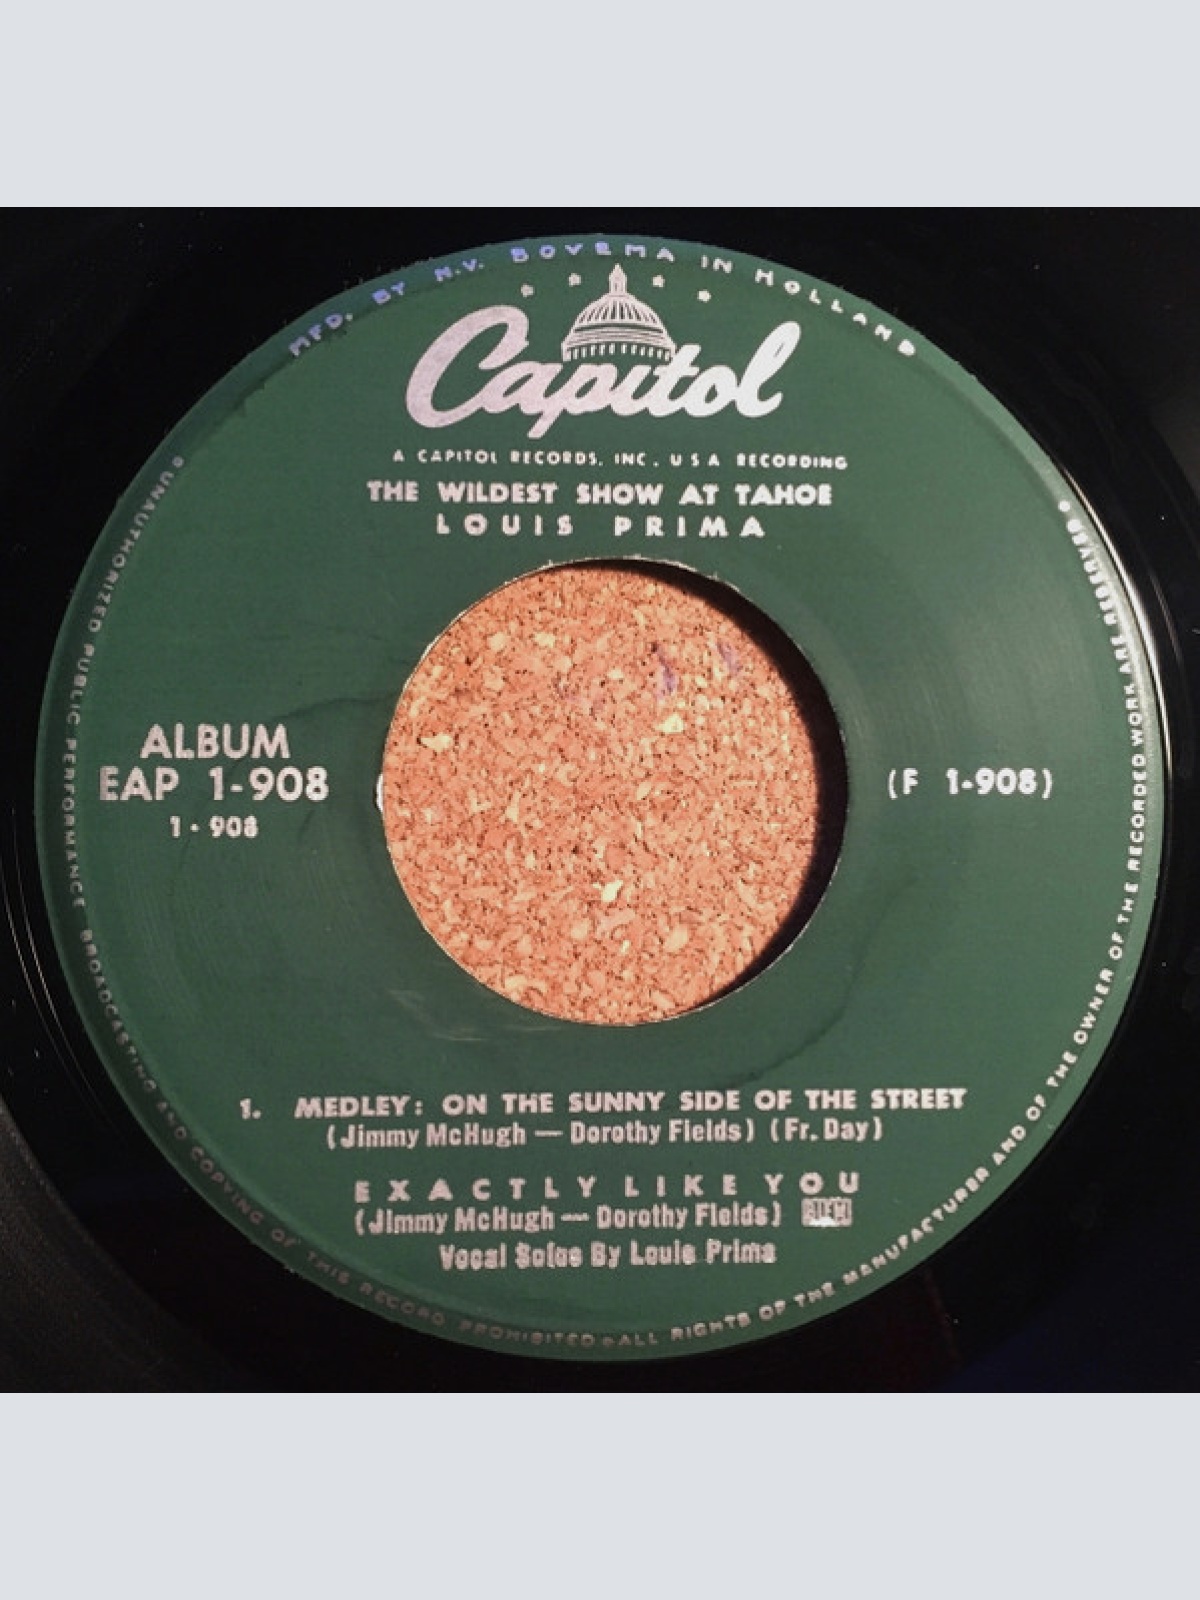 MFD. BY N.V. BOVEMA IN HOLLAND
Capitol
A CAPITOL RECORDS, INC. USA RECORDING
THE WILDEST SHOW AT TAHOE
LOUIS PRIMA
ALBUM
EAP 1-908
1-908
(F 1-908)
1. MEDLEY: ON THE SUNNY SIDE OF THE STREET
(Jimmy McHugh — Dorothy Fields) (Fr. Day)
EXACTLY LIKE YOU
(Jimmy McHugh — Dorothy Fields) BIEM
Vocal Solos By Louis Prima
UNAUTHORIZED PUBLIC PERFORMANCE BROADCASTING AND COPYING OF THIS RECORD PROHIBITED • ALL RIGHTS OF THE MANUFACTURER AND OF THE OWNER OF THE RECORDED WORK ARE RESERVED